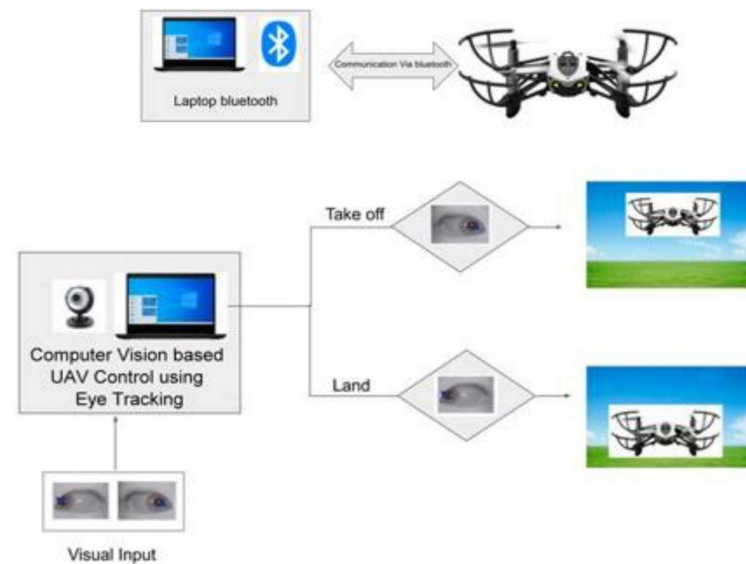 Communication Via bluetooth
Laptop bluetooth
Take off
Computer Vision based
UAV Control using
Eye Tracking
Land
Visual Input